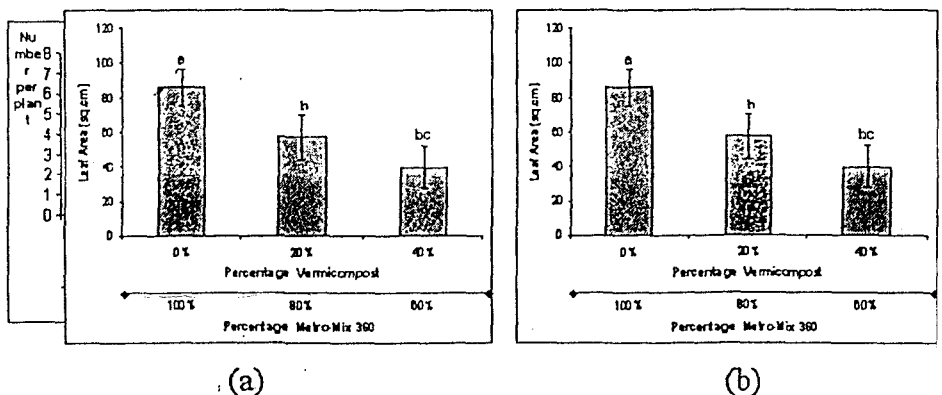 Nu
mbe
r
per
plan
t
8
7
6
5
4
3
2
1
0
Leaf Area (sq.cm)
120
100
80
60
40
20
0
a
b
bc
0% 20% 40%
Percentage Vermicompost
100% 80% 60%
Percentage Metro-Mix 360
(a)
Leaf Area (sq.cm)
120
100
80
60
40
20
0
a
b
bc
0% 20% 40%
Percentage Vermicompost
100% 80% 60%
Percentage Metro-Mix 360
(b)